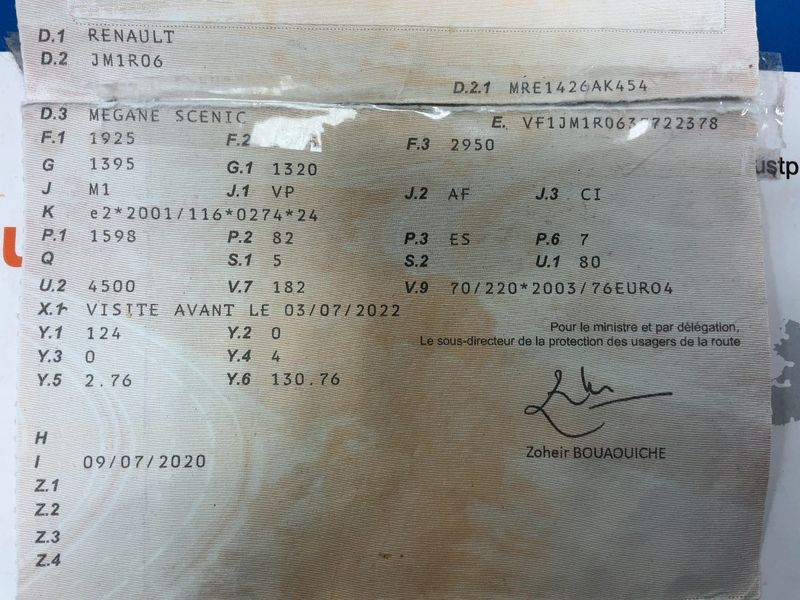 D.1 RENAULT
D.2 JM1R06
D.2.1 MRE1426AK454
D.3 MEGANE SCENIC
E.
F.1 1925 F.2 F.3 2950
G 1395 G.1 1320
J M1 J.1 VP J.2 AF J.3 CI
K e2*2001/116*0274*24
P.1 1598 P.2 82 P.3 ES P.6 7
Q S.1 5 S.2 U.1 80
U.2 4500 V.7 182 V.9 70/220*2003/76EURO4
X.1 VISITE AVANT LE 03/07/2022
Y.1 124 Y.2 0
Pour le ministre et par délégation,
Le sous-directeur de la protection des usagers de la route
Y.3 0 Y.4 4
Y.5 2.76 Y.6 130.76
Zoheir BOUAOUICHE
H
I 09/07/2020
Z.1
Z.2
Z.3
Z.4
ustp